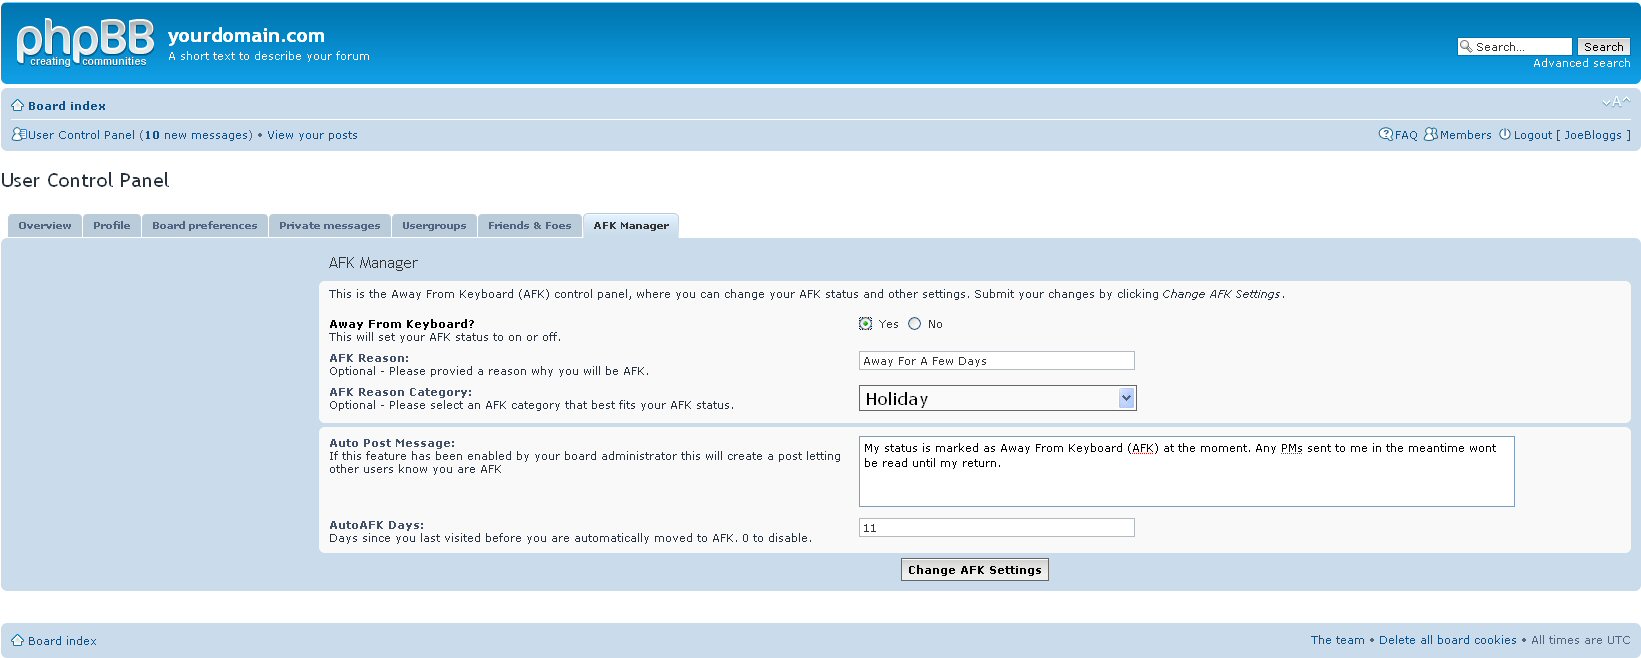 phpBB
creating communities
yourdomain.com
A short text to describe your forum
Search...
Search
Advanced search
Board index
A
User Control Panel (10 new messages) • View your posts
FAQ Members Logout [ JoeBloggs ]
User Control Panel
Overview Profile Board preferences Private messages Usergroups Friends & Foes AFK Manager
AFK Manager
This is the Away From Keyboard (AFK) control panel, where you can change your AFK status and other settings. Submit your changes by clicking Change AFK Settings.
Away From Keyboard?
This will set your AFK status to on or off.
Yes No
AFK Reason:
Optional - Please provied a reason why you will be AFK.
Away For A Few Days
AFK Reason Category:
Optional - Please select an AFK category that best fits your AFK status.
Holiday
Auto Post Message:
If this feature has been enabled by your board administrator this will create a post letting
other users know you are AFK
My status is marked as Away From Keyboard (AFK) at the moment. Any PMs sent to me in the meantime wont
be read until my return.
AutoAFK Days:
Days since you last visited before you are automatically moved to AFK. 0 to disable.
11
Change AFK Settings
Board index
The team • Delete all board cookies • All times are UTC